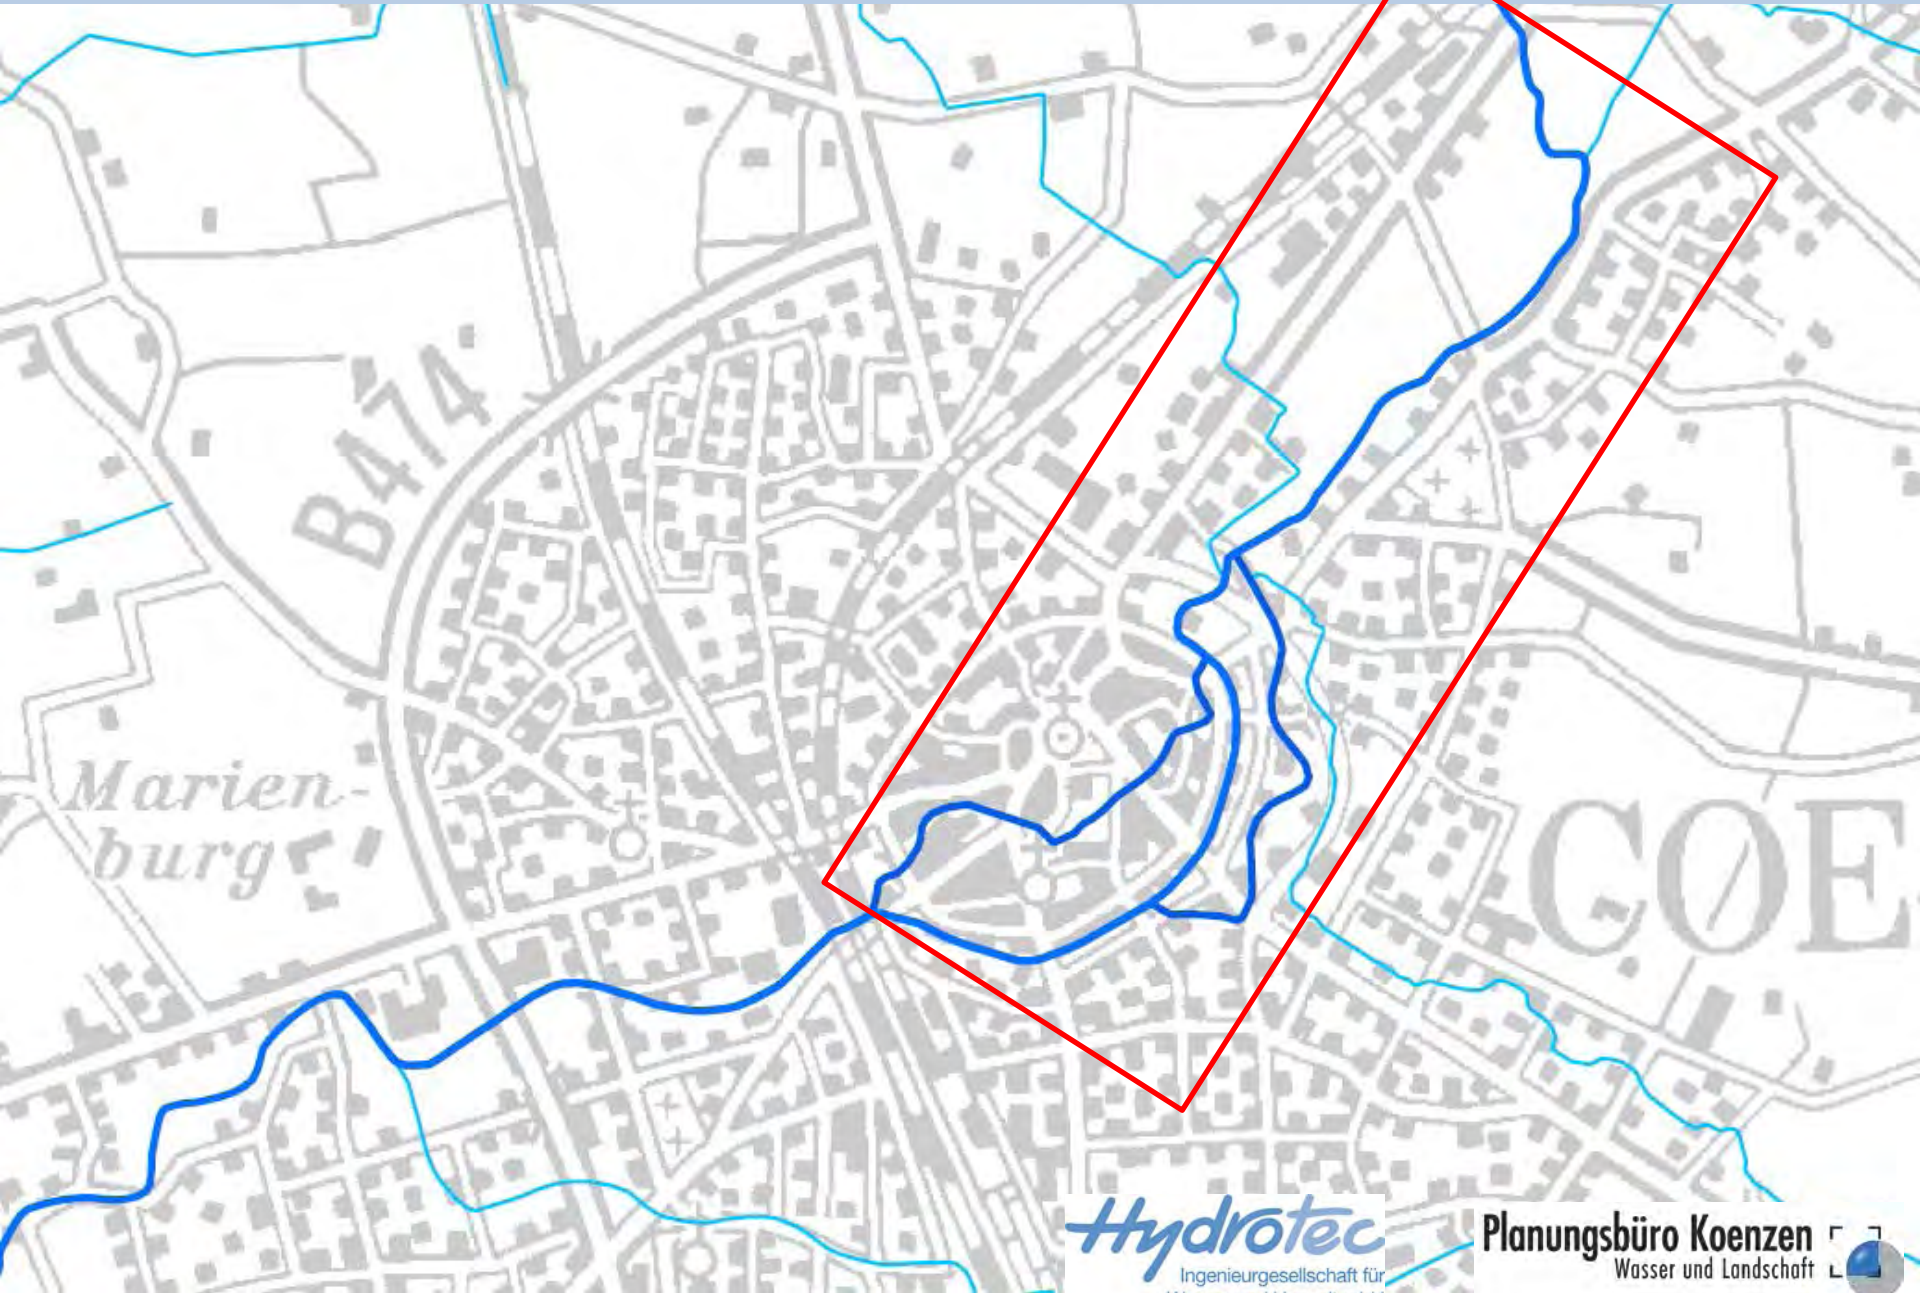 B474
Marien-
burg
COE
Hydrotec
Ingenieurgesellschaft für
Planungsbüro Koenzen
Wasser und Landschaft